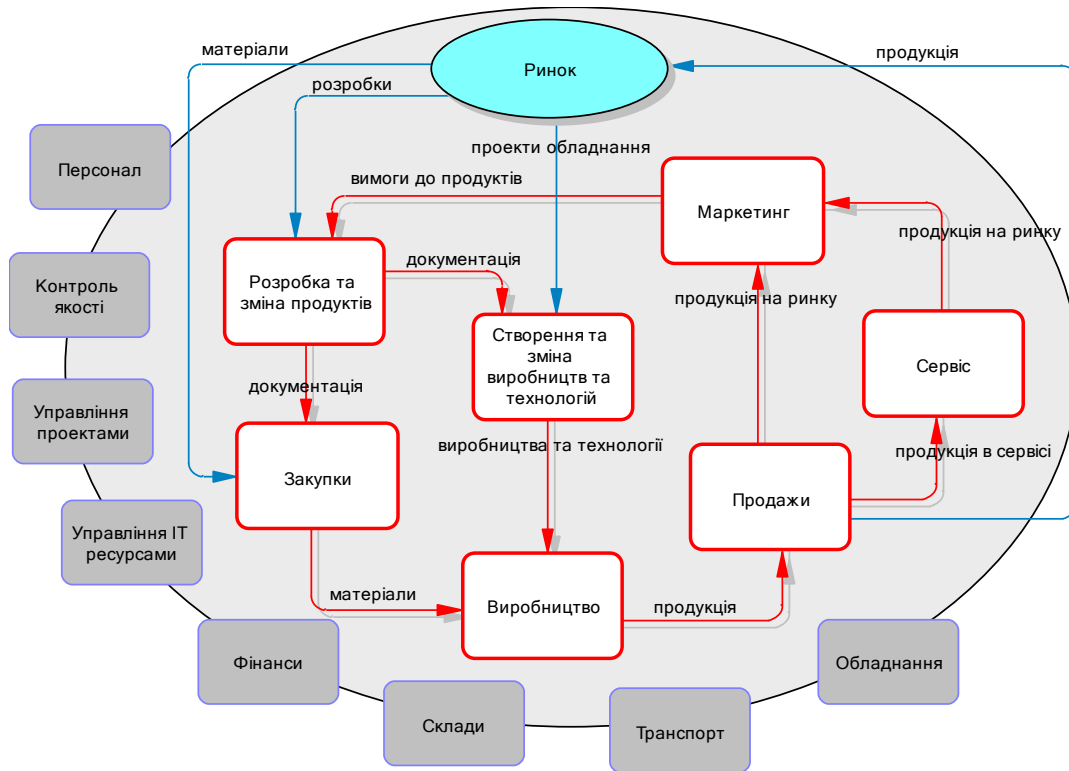 матеріали
Ринок
продукція
розробки
проекти обладнання
Персонал
вимоги до продуктів
Маркетинг
продукція на ринку
документація
Контроль
якості
Розробка та
зміна продуктів
продукція на ринку
Створення та
зміна
виробництв та
технологій
Сервіс
документація
Управління
проектами
виробництва та технології
продукція в сервісі
Закупки
Продажи
Управління ІТ
ресурсами
матеріали
Виробництво
продукція
Фінанси
Обладнання
Склади
Транспорт